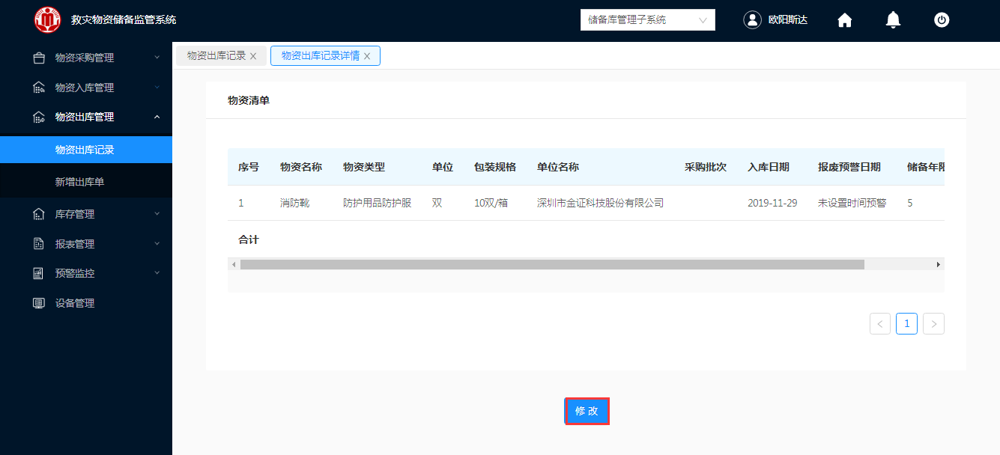 救灾物资储备监管系统
储备库管理子系统
欧阳斯达
物资采购管理
物资入库管理
物资出库管理
物资出库记录
新增出库单
库存管理
报表管理
预警监控
设备管理
物资出库记录 X
物资出库记录详情 X
物资清单
序号 物资名称 物资类型 单位 包装规格 单位名称 采购批次 入库日期 报废预警日期 储备年限
1 消防靴 防护用品防护服 双 10双/箱 深圳市金证科技股份有限公司 2019-11-29 未设置时间预警 5
合计
< 1 >
修 改